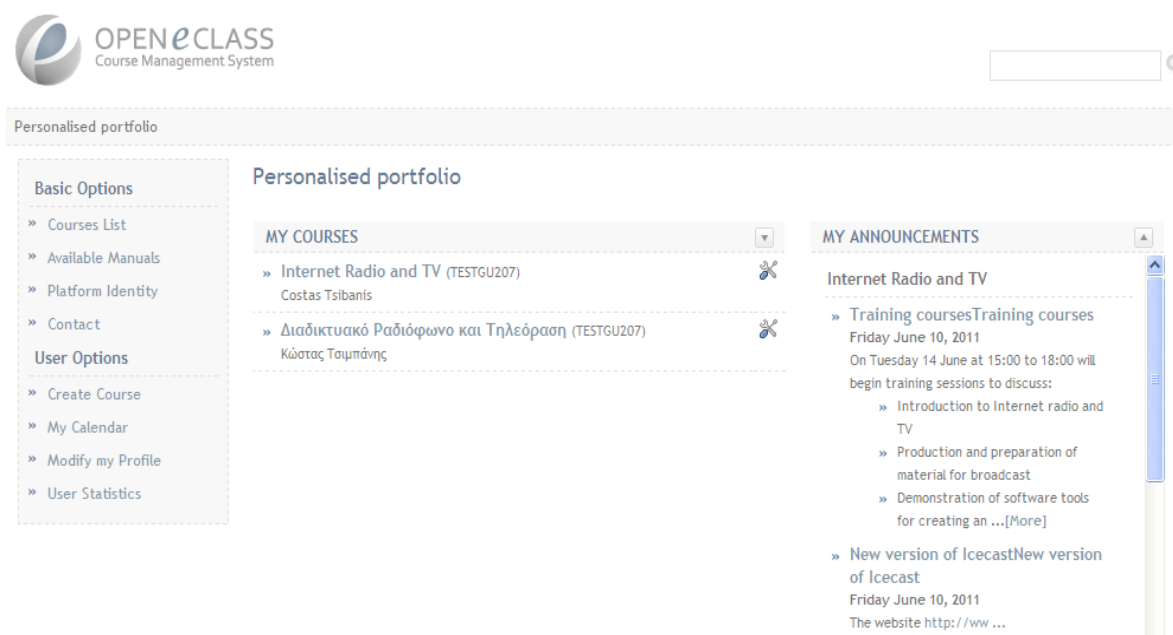 OPEN eCLASS
Course Management System
Personalised portfolio
Basic Options
» Courses List
» Available Manuals
» Platform Identity
» Contact
User Options
» Create Course
» My Calendar
» Modify my Profile
» User Statistics
Personalised portfolio
MY COURSES
» Internet Radio and TV (TESTGU207)
Costas Tsibanis
» Διαδικτυακό Ραδιόφωνο και Τηλεόραση (TESTGU207)
Κώστας Τσιμπάνης
MY ANNOUNCEMENTS
Internet Radio and TV
» Training coursesTraining courses
Friday June 10, 2011
On Tuesday 14 June at 15:00 to 18:00 will
begin training sessions to discuss:
» Introduction to Internet radio and
TV
» Production and preparation of
material for broadcast
» Demonstration of software tools
for creating an ...[More]
» New version of IcecastNew version
of Icecast
Friday June 10, 2011
The website http://ww ...